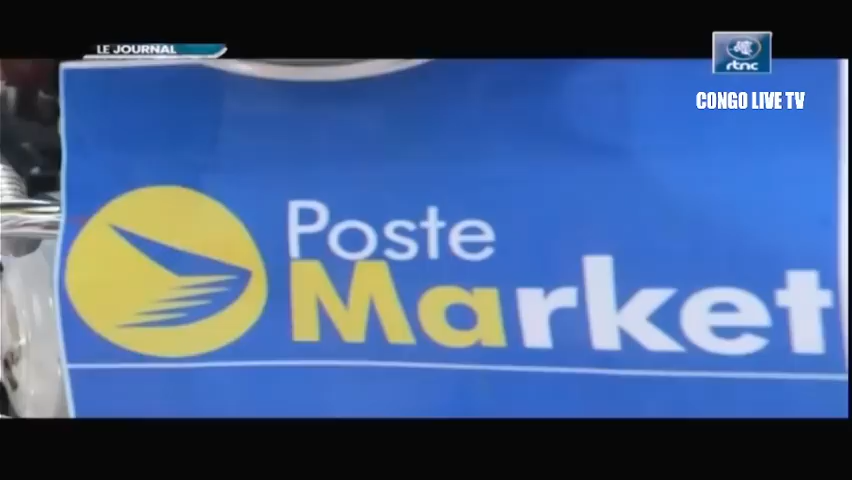 LE JOURNAL
rtnc
CONGO LIVE TV
Poste
Market